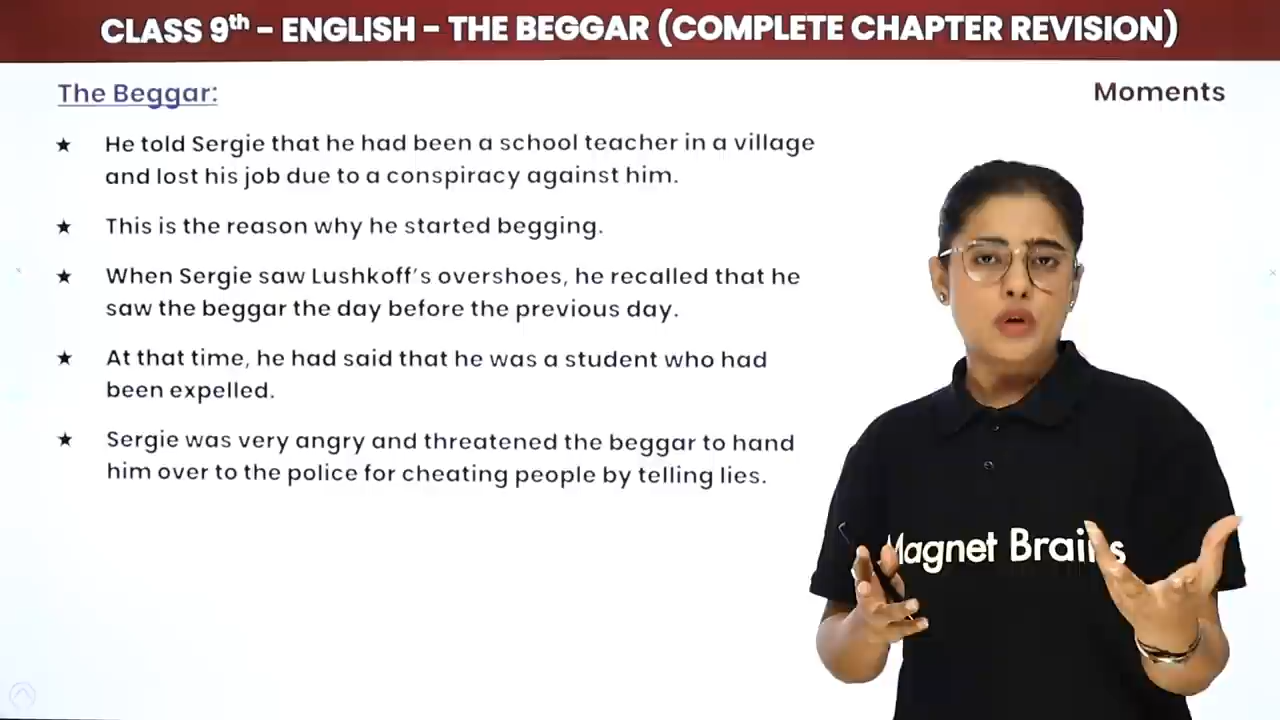 CLASS 9th – ENGLISH – THE BEGGAR (COMPLETE CHAPTER REVISION)
The Beggar:
Moments
★ He told Sergie that he had been a school teacher in a village
and lost his job due to a conspiracy against him.
★ This is the reason why he started begging.
★ When Sergie saw Lushkoff's overshoes, he recalled that he
saw the beggar the day before the previous day.
★ At that time, he had said that he was a student who had
been expelled.
★ Sergie was very angry and threatened the beggar to hand
him over to the police for cheating people by telling lies.
Magnet Brains